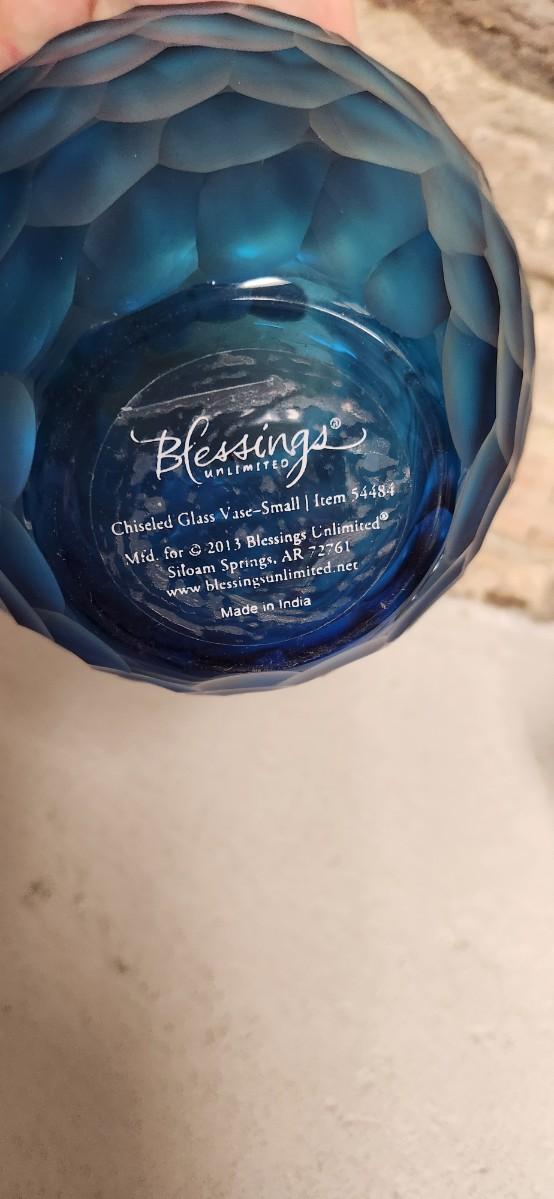 Blessings®
UNLIMITED
Chiseled Glass Vase–Small | Item 54484
Mfd. for © 2013 Blessings Unlimited®
Siloam Springs, AR 72761
www.blessingsunlimited.net
Made in India